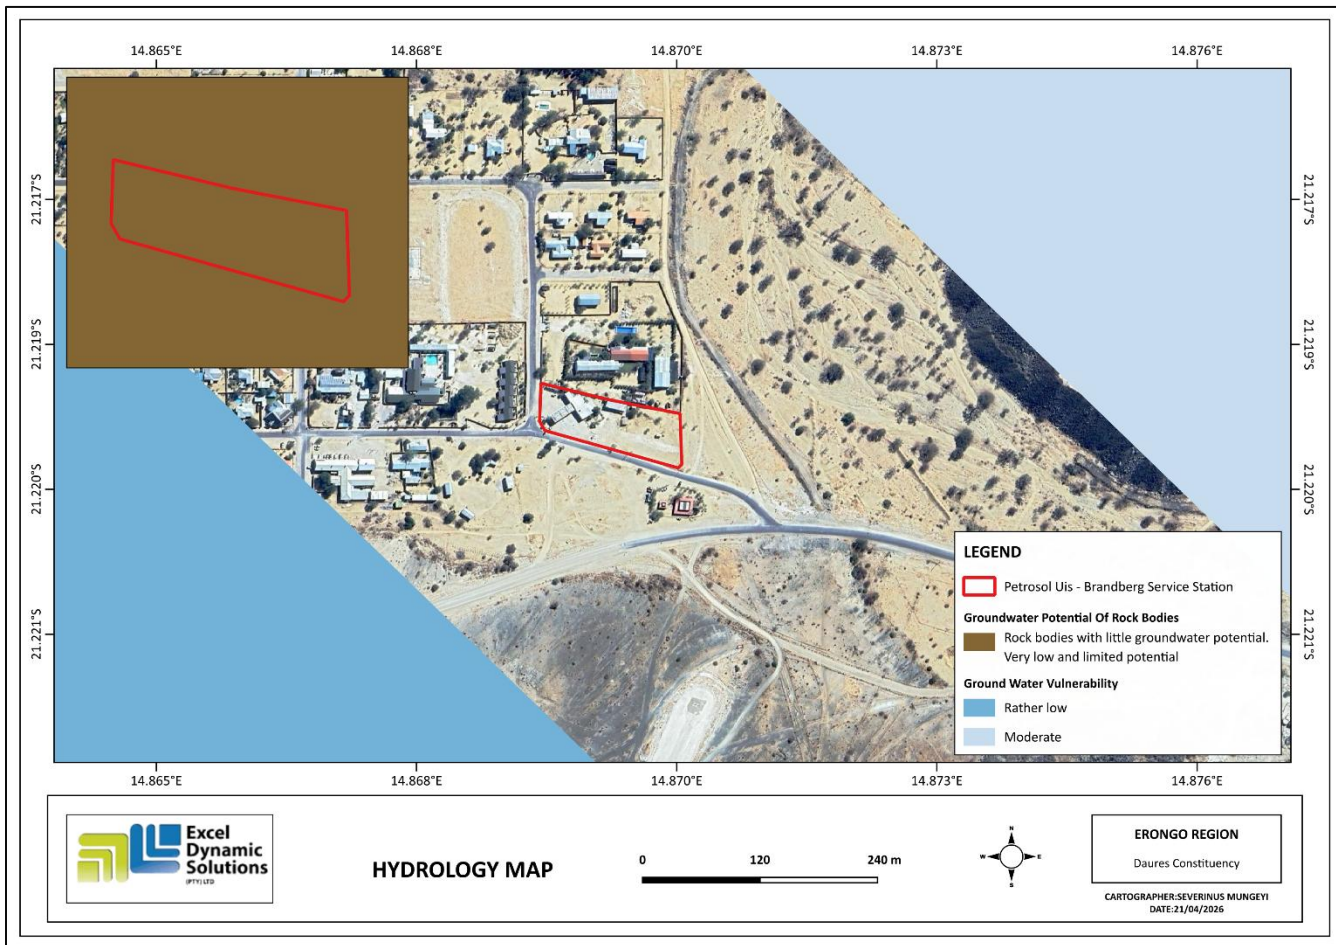 14.865°E 14.868°E 14.870°E 14.873°E 14.876°E
21.217°S
21.219°S
21.220°S
21.221°S
21.217°S
21.219°S
21.220°S
21.221°S
LEGEND
Petrosol Uis - Brandberg Service Station
Groundwater Potential Of Rock Bodies
Rock bodies with little groundwater potential.
Very low and limited potential
Ground Water Vulnerability
Rather low
Moderate
14.865°E 14.868°E 14.870°E 14.873°E 14.876°E
Excel
Dynamic
Solutions
(PTY) LTD
HYDROLOGY MAP
0 120 240 m
N
W E
S
ERONGO REGION
Daures Constituency
CARTOGRAPHER:SEVERINUS MUNGEYI
DATE:21/04/2026